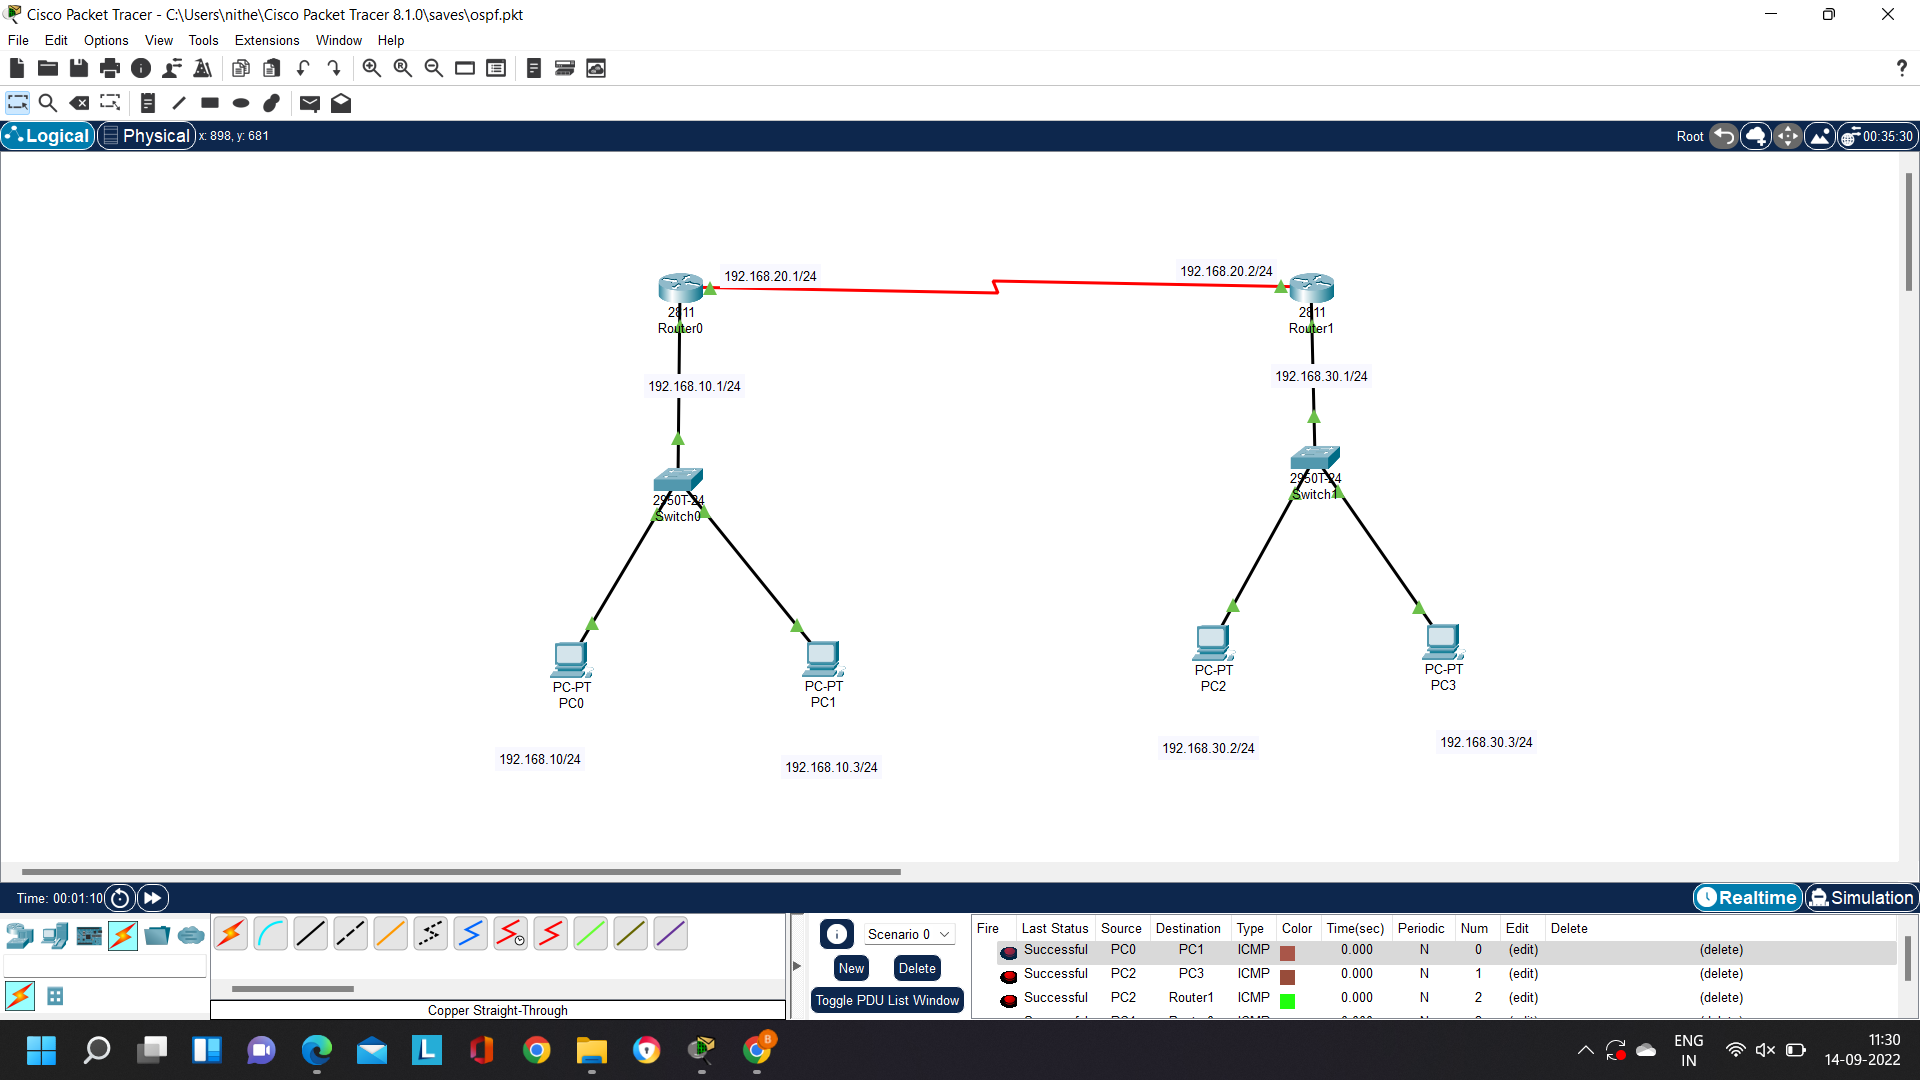 Cisco Packet Tracer - C:\Users\nithe\Cisco Packet Tracer 8.1.0\saves\ospf.pkt
File Edit Options View Tools Extensions Window Help
?
Logical Physical x: 898, y: 681 Root 00:35:30
192.168.20.1/24 192.168.20.2/24
2811 2811
Router0 Router1
192.168.10.1/24 192.168.30.1/24
2950T-24
Switch1
2950T-24
Switch0
PC-PT
PC0
PC-PT
PC1
PC-PT
PC2
PC-PT
PC3
192.168.10/24
192.168.10.3/24
192.168.30.2/24
192.168.30.3/24
Time: 00:01:10 Realtime Simulation
Scenario 0
New Delete
Toggle PDU List Window
Copper Straight-Through
Fire Last Status Source Destination Type Color Time(sec) Periodic Num Edit Delete
Successful PC0 PC1 ICMP 0.000 N 0 (edit) (delete)
Successful PC2 PC3 ICMP 0.000 N 1 (edit) (delete)
Successful PC2 Router1 ICMP 0.000 N 2 (edit) (delete)
L
B
ENG
IN
11:30
14-09-2022